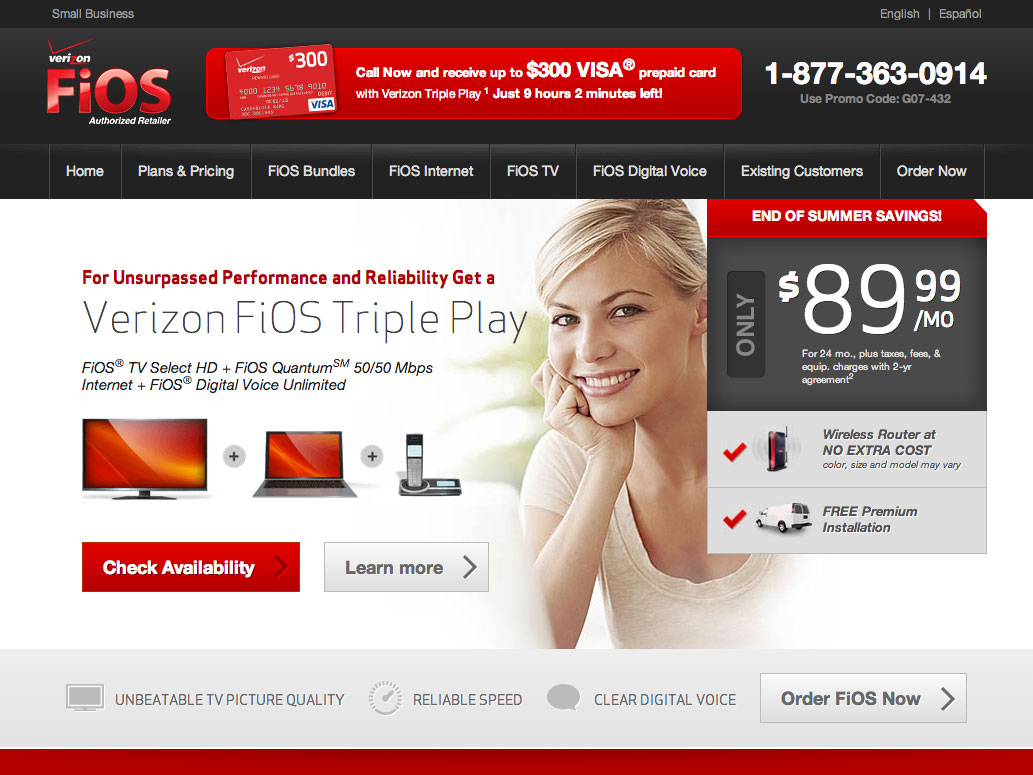 Small Business
English | Español
verizon
FiOS
Authorized Retailer
verizon
$300
PREPAID CARD
4000 1234 5678 9010
DEBIT
CARDHOLDER NAME
300 DOLLARS
VISA
Call Now and receive up to $300 VISA® prepaid card
with Verizon Triple Play ¹ Just 9 hours 2 minutes left!
1-877-363-0914
Use Promo Code: G07-432
Home
Plans & Pricing
FiOS Bundles
FiOS Internet
FiOS TV
FiOS Digital Voice
Existing Customers
Order Now
For Unsurpassed Performance and Reliability Get a
Verizon FiOS Triple Play
FiOS® TV Select HD + FiOS Quantum℠ 50/50 Mbps
Internet + FiOS® Digital Voice Unlimited
+
+
Check Availability
Learn more
END OF SUMMER SAVINGS!
ONLY
$89 99
/MO
For 24 mo., plus taxes, fees, &
equip. charges with 2-yr
agreement²
Wireless Router at
NO EXTRA COST
color, size and model may vary
FREE Premium
Installation
UNBEATABLE TV PICTURE QUALITY
RELIABLE SPEED
CLEAR DIGITAL VOICE
Order FiOS Now